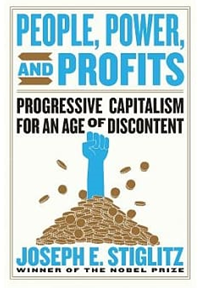 PEOPLE, POWER,
AND PROFITS
PROGRESSIVE CAPITALISM
FOR AN AGE OF DISCONTENT
JOSEPH E. STIGLITZ
WINNER OF THE NOBEL PRIZE